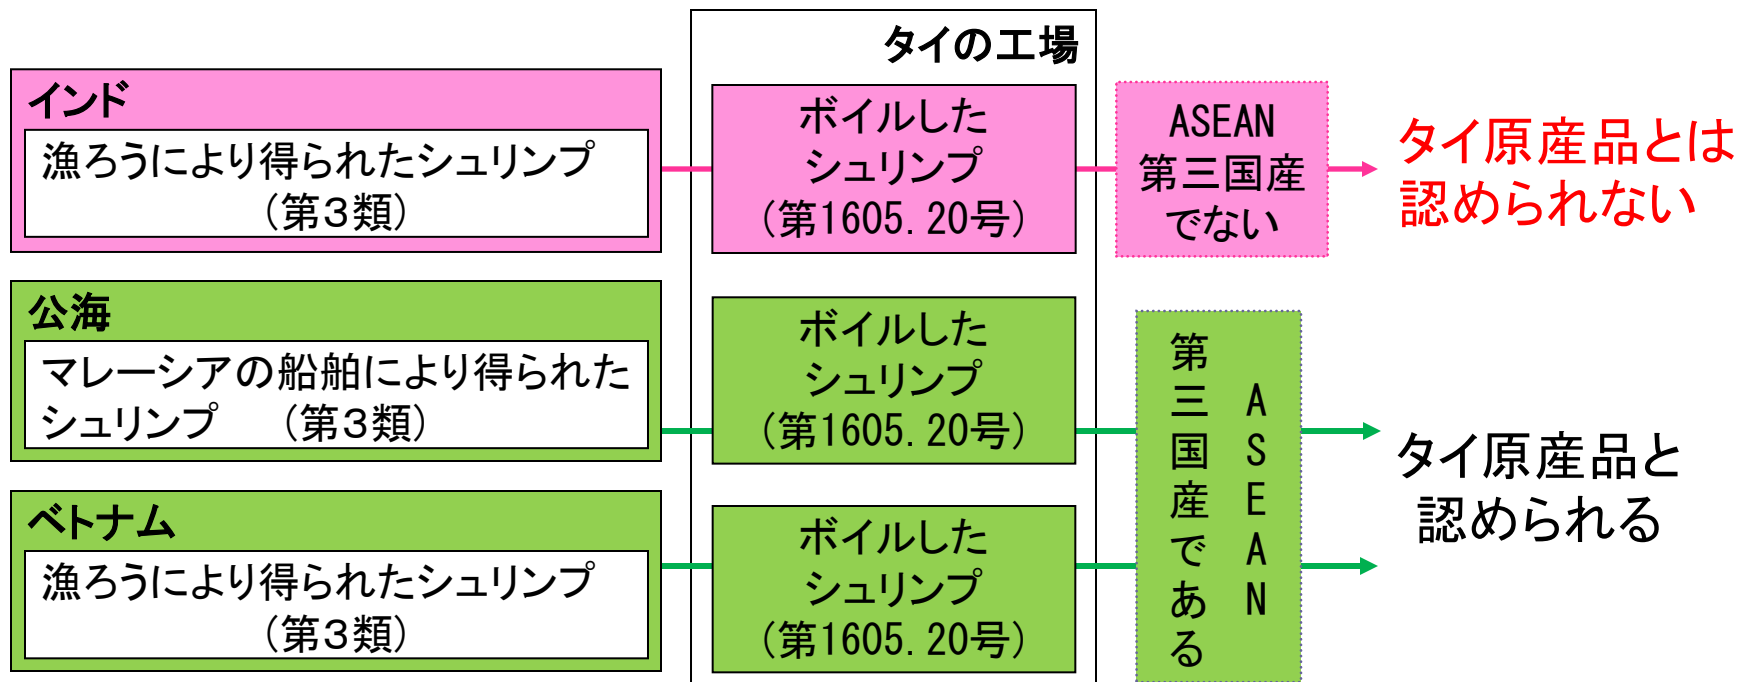 タイの工場
インド
漁ろうにより得られたシュリンプ
（第３類）
ボイルした
シュリンプ
（第1605.20号）
ASEAN
第三国産
でない
タイ原産品とは
認められない
公海
マレーシアの船舶により得られた
シュリンプ　（第３類）
ボイルした
シュリンプ
（第1605.20号）
ベトナム
漁ろうにより得られたシュリンプ
（第３類）
ボイルした
シュリンプ
（第1605.20号）
ASEAN
第三国産である
タイ原産品と
認められる